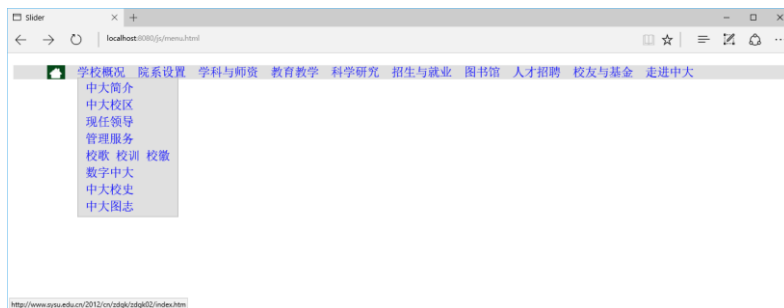 Slider
localhost:8080/js/menu.html
学校概况 院系设置 学科与师资 教育教学 科学研究 招生与就业 图书馆 人才招聘 校友与基金 走进中大
中大简介
中大校区
现任领导
管理服务
校歌 校训 校徽
数字中大
中大校史
中大图志
http://www.sysu.edu.cn/2012/cn/zdgk/zdgk02/index.htm